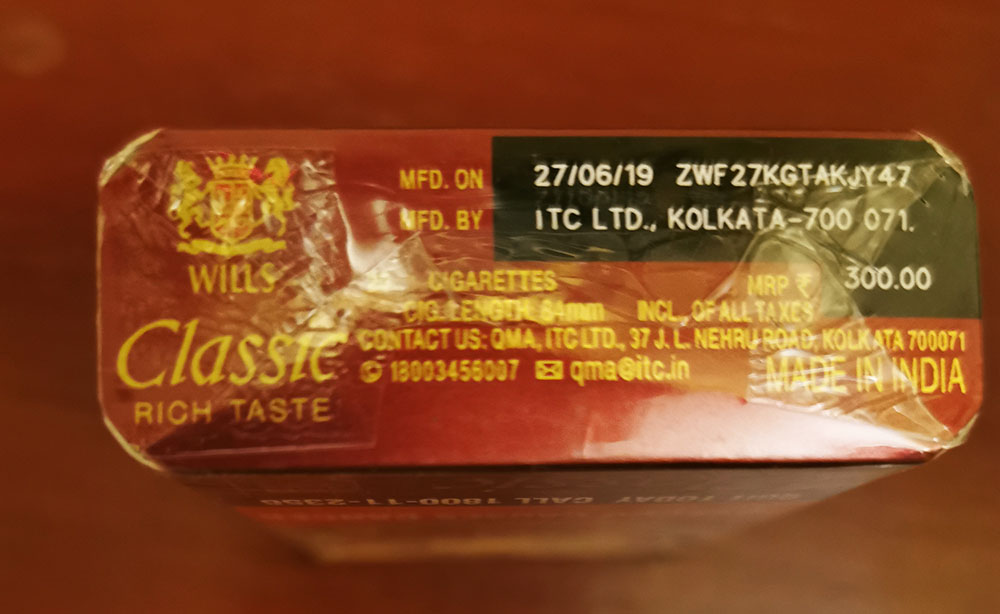 WILLS
Classic
RICH TASTE
MFD. ON 27/06/19 ZWF27KGTAKJY47
MFD. BY ITC LTD., KOLKATA-700 071.
CIGARETTES MRP ₹ 300.00
CIG. LENGTH 84mm INCL. OF ALL TAXES
CONTACT US: QMA, ITC LTD., 37 J. L. NEHRU ROAD, KOLKATA 700071
18003456007 qma@itc.in MADE IN INDIA
QUIT TODAY CALL 1800-11-2356